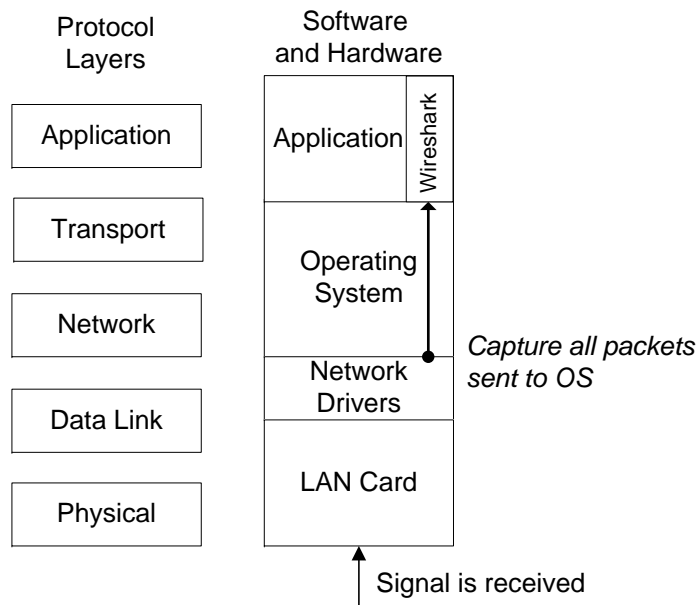 Protocol
Layers
Application
Transport
Network
Data Link
Physical
Software
and Hardware
Application
Wireshark
Operating
System
Network
Drivers
LAN Card
Capture all packets
sent to OS
Signal is received